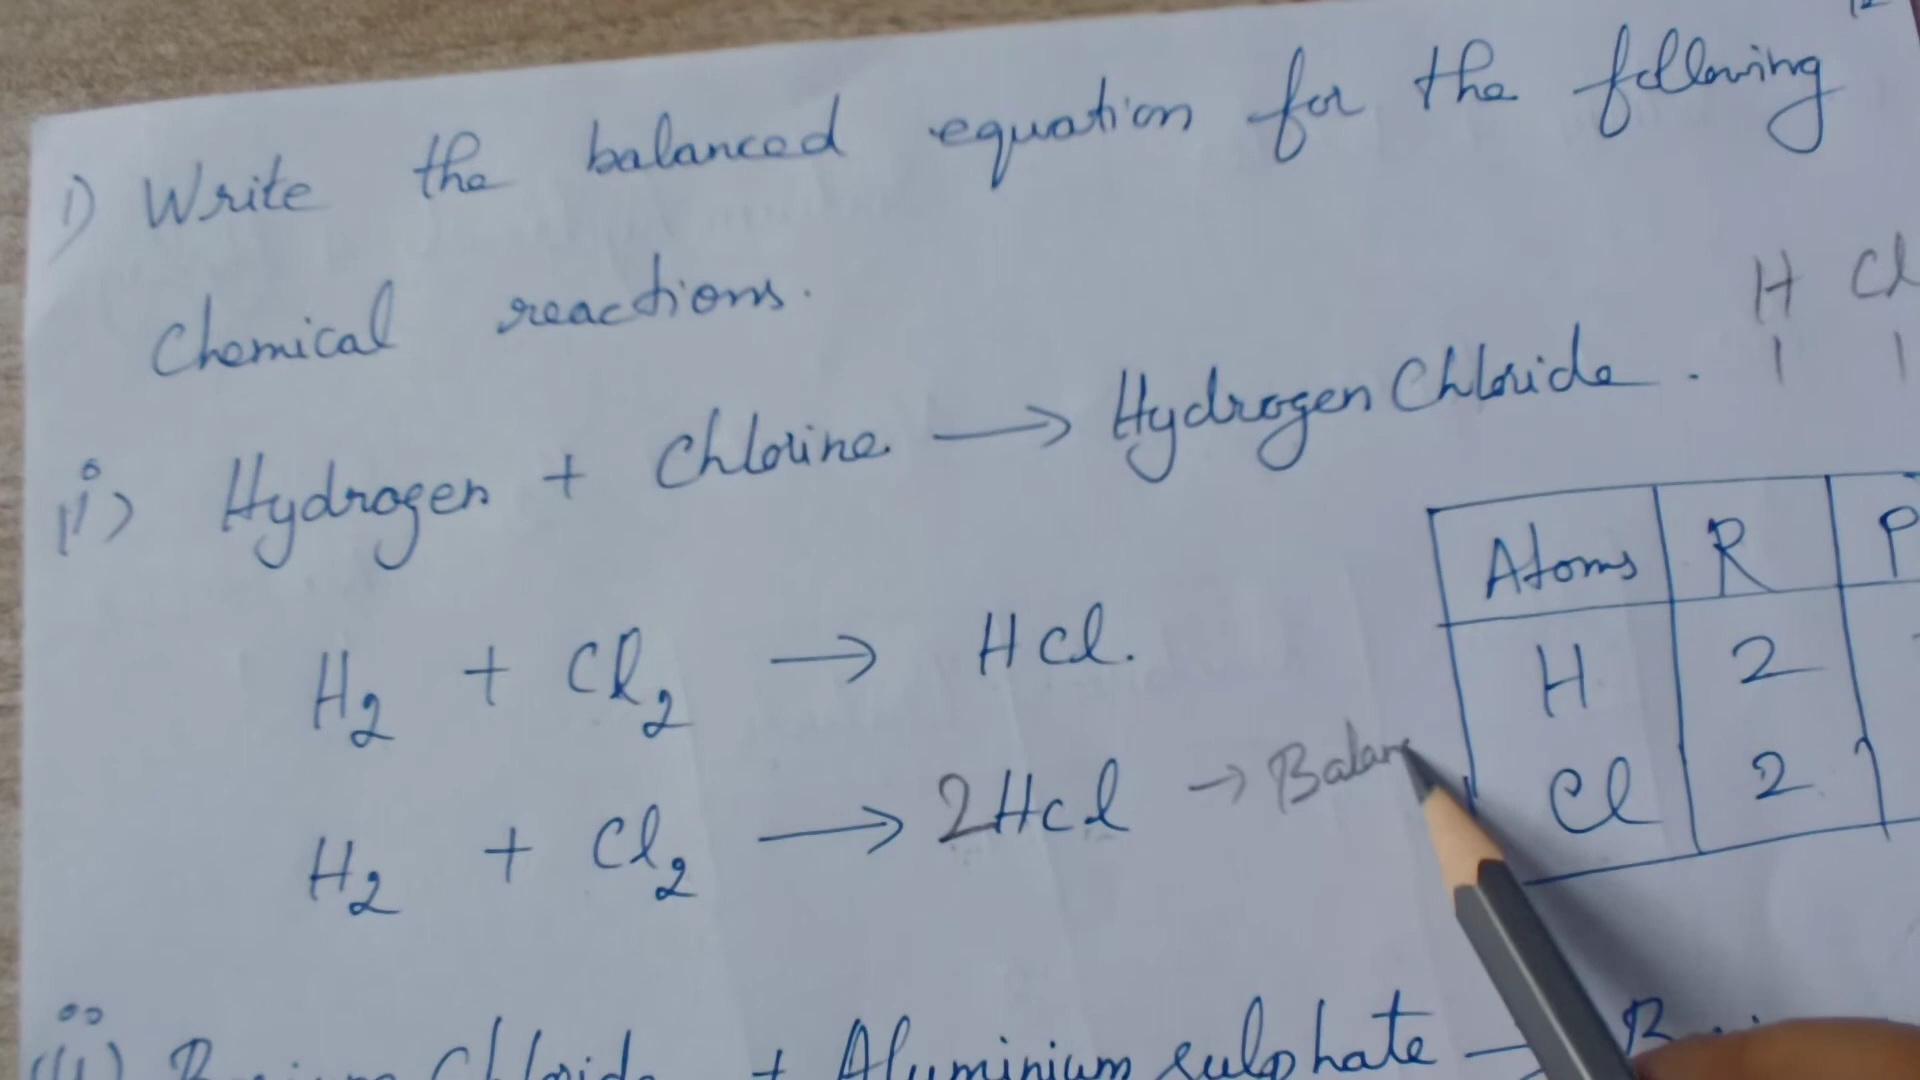 1) Write the balanced equation for the following
Chemical reactions.
H Cl
1 1
i) Hydrogen + Chlorine → Hydrogen Chloride.
Atoms R P
H 2
Cl 2
H₂ + Cl₂ → HCl.
H₂ + Cl₂ → 2HCl → Balan
ii) Chloride + Aluminium sulphate →